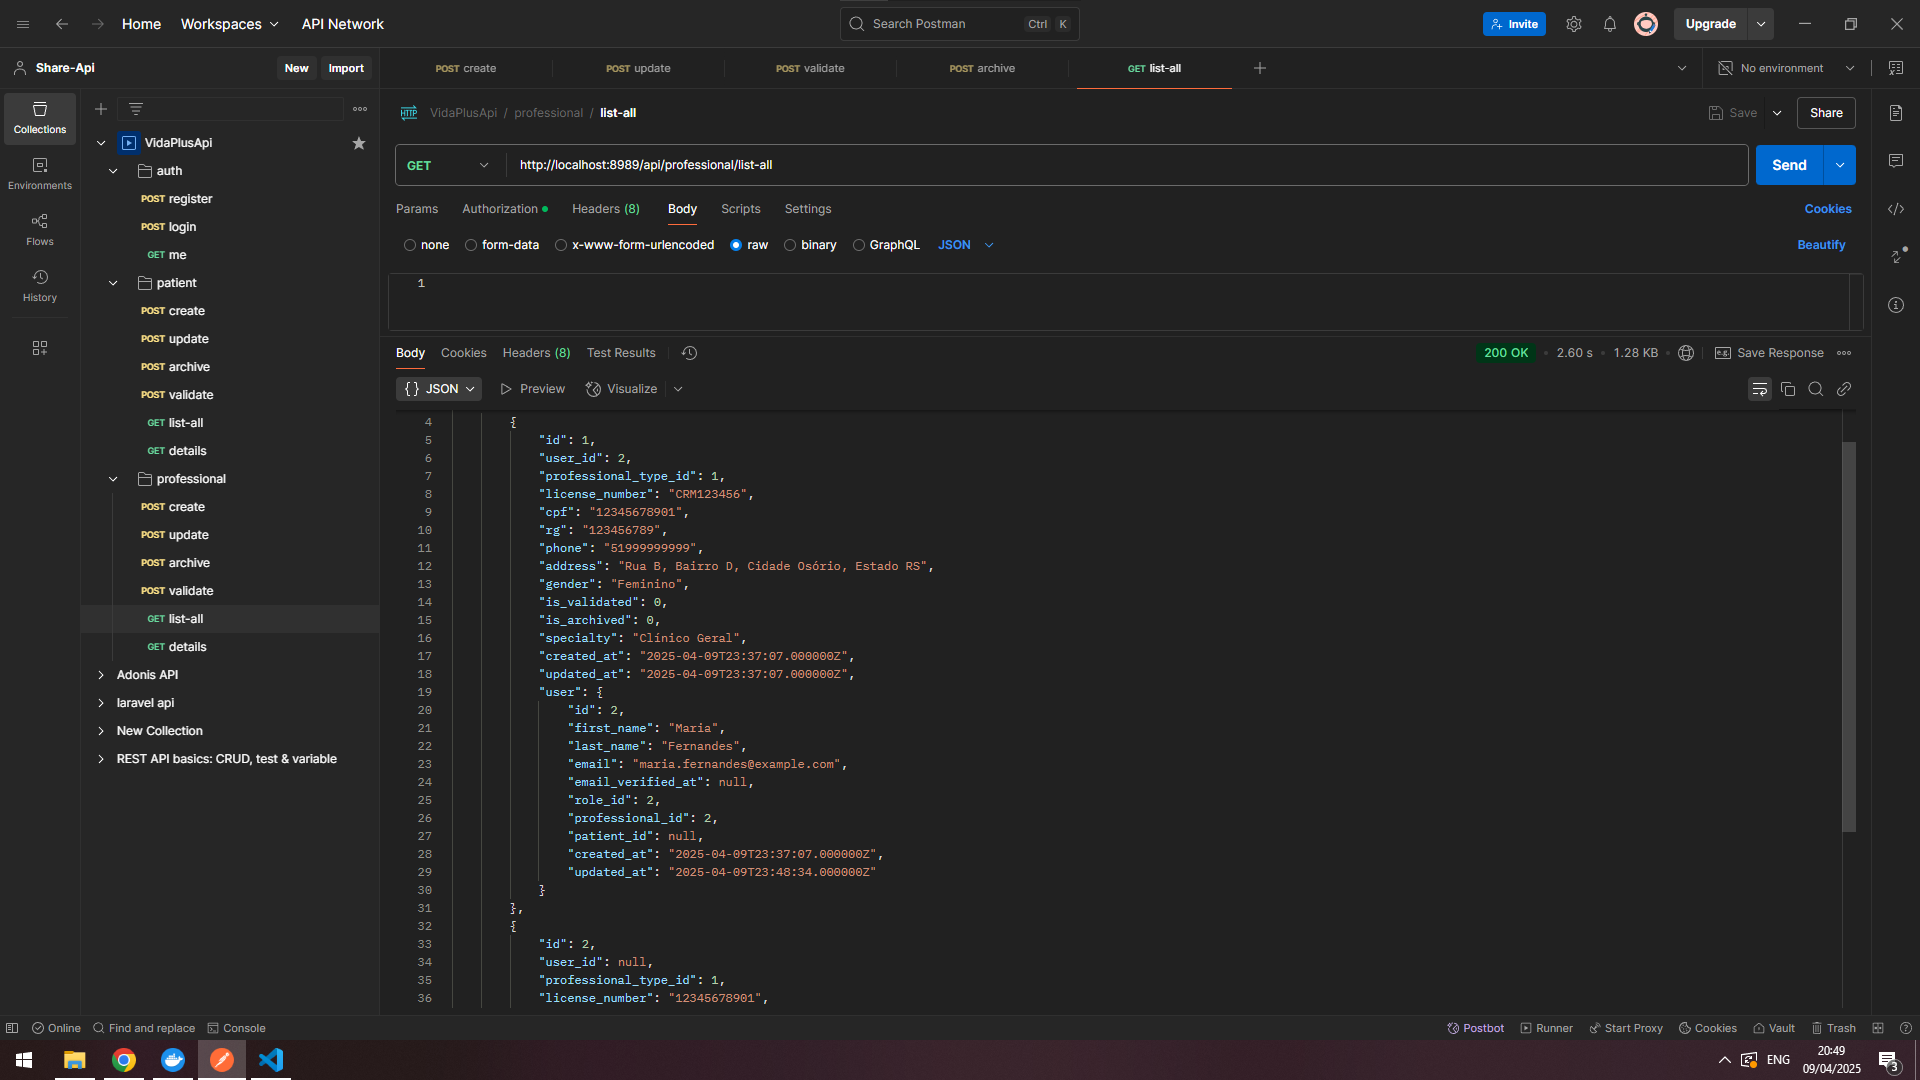 Home Workspaces API Network Search Postman Ctrl K Invite Upgrade
Share-Api New Import POST create POST update POST validate POST archive GET list-all No environment
Collections
Environments
Flows
History
VidaPlusApi
auth
POST register
POST login
GET me
patient
POST create
POST update
POST archive
POST validate
GET list-all
GET details
professional
POST create
POST update
POST archive
POST validate
GET list-all
GET details
Adonis API
laravel api
New Collection
REST API basics: CRUD, test & variable
HTTP VidaPlusApi / professional / list-all Save Share
GET http://localhost:8989/api/professional/list-all Send
Params Authorization Headers (8) Body Scripts Settings Cookies
none form-data x-www-form-urlencoded raw binary GraphQL JSON Beautify
1
Body Cookies Headers (8) Test Results 200 OK 2.60 s 1.28 KB e.g. Save Response
{} JSON Preview Visualize
4 {
5 "id": 1,
6 "user_id": 2,
7 "professional_type_id": 1,
8 "license_number": "CRM123456",
9 "cpf": "12345678901",
10 "rg": "123456789",
11 "phone": "51999999999",
12 "address": "Rua B, Bairro D, Cidade Osório, Estado RS",
13 "gender": "Feminino",
14 "is_validated": 0,
15 "is_archived": 0,
16 "specialty": "Clínico Geral",
17 "created_at": "2025-04-09T23:37:07.000000Z",
18 "updated_at": "2025-04-09T23:37:07.000000Z",
19 "user": {
20 "id": 2,
21 "first_name": "Maria",
22 "last_name": "Fernandes",
23 "email": "maria.fernandes@example.com",
24 "email_verified_at": null,
25 "role_id": 2,
26 "professional_id": 2,
27 "patient_id": null,
28 "created_at": "2025-04-09T23:37:07.000000Z",
29 "updated_at": "2025-04-09T23:48:34.000000Z"
30 }
31 },
32 {
33 "id": 2,
34 "user_id": null,
35 "professional_type_id": 1,
36 "license_number": "12345678901",
Online Find and replace Console Postbot Runner Start Proxy Cookies Vault Trash
ENG 20:49
09/04/2025 3